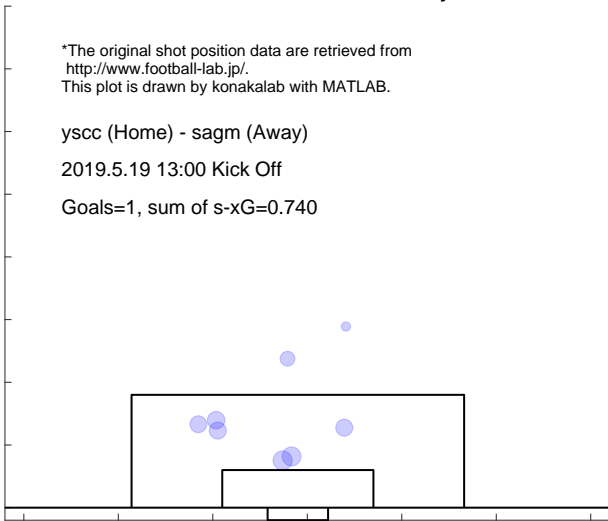 *The original shot position data are retrieved from
http://www.football-lab.jp/.
This plot is drawn by konakalab with MATLAB.
yscc (Home) - sagm (Away)
2019.5.19 13:00 Kick Off
Goals=1, sum of s-xG=0.740